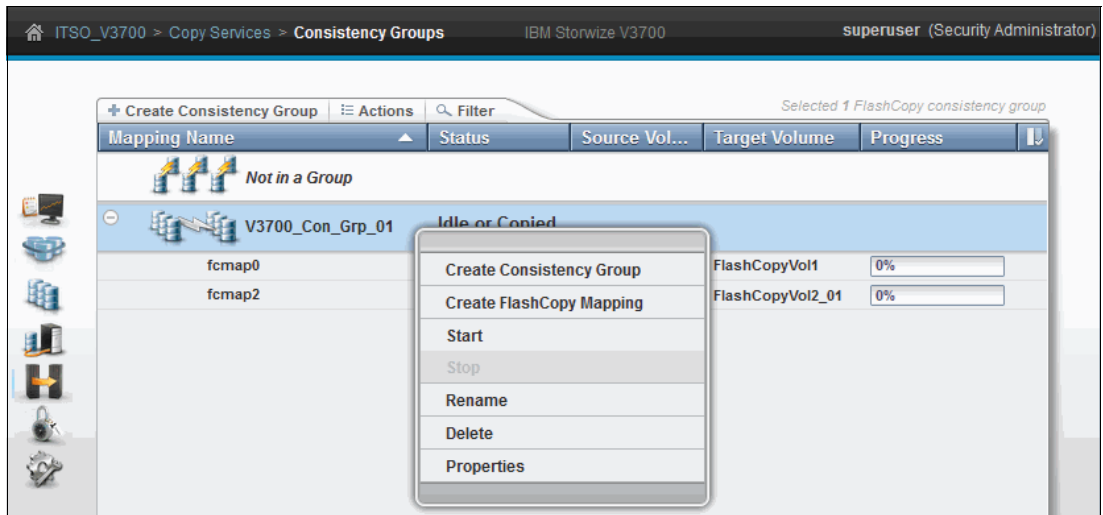 ITSO_V3700 > Copy Services > Consistency Groups IBM Storwize V3700 superuser (Security Administrator)
Create Consistency Group Actions Filter Selected 1 FlashCopy consistency group
Mapping Name Status Source Vol... Target Volume Progress
Not in a Group
V3700_Con_Grp_01 Idle or Copied
fcmap0 FlashCopyVol1 0%
fcmap2 FlashCopyVol2_01 0%
Create Consistency Group
Create FlashCopy Mapping
Start
Stop
Rename
Delete
Properties